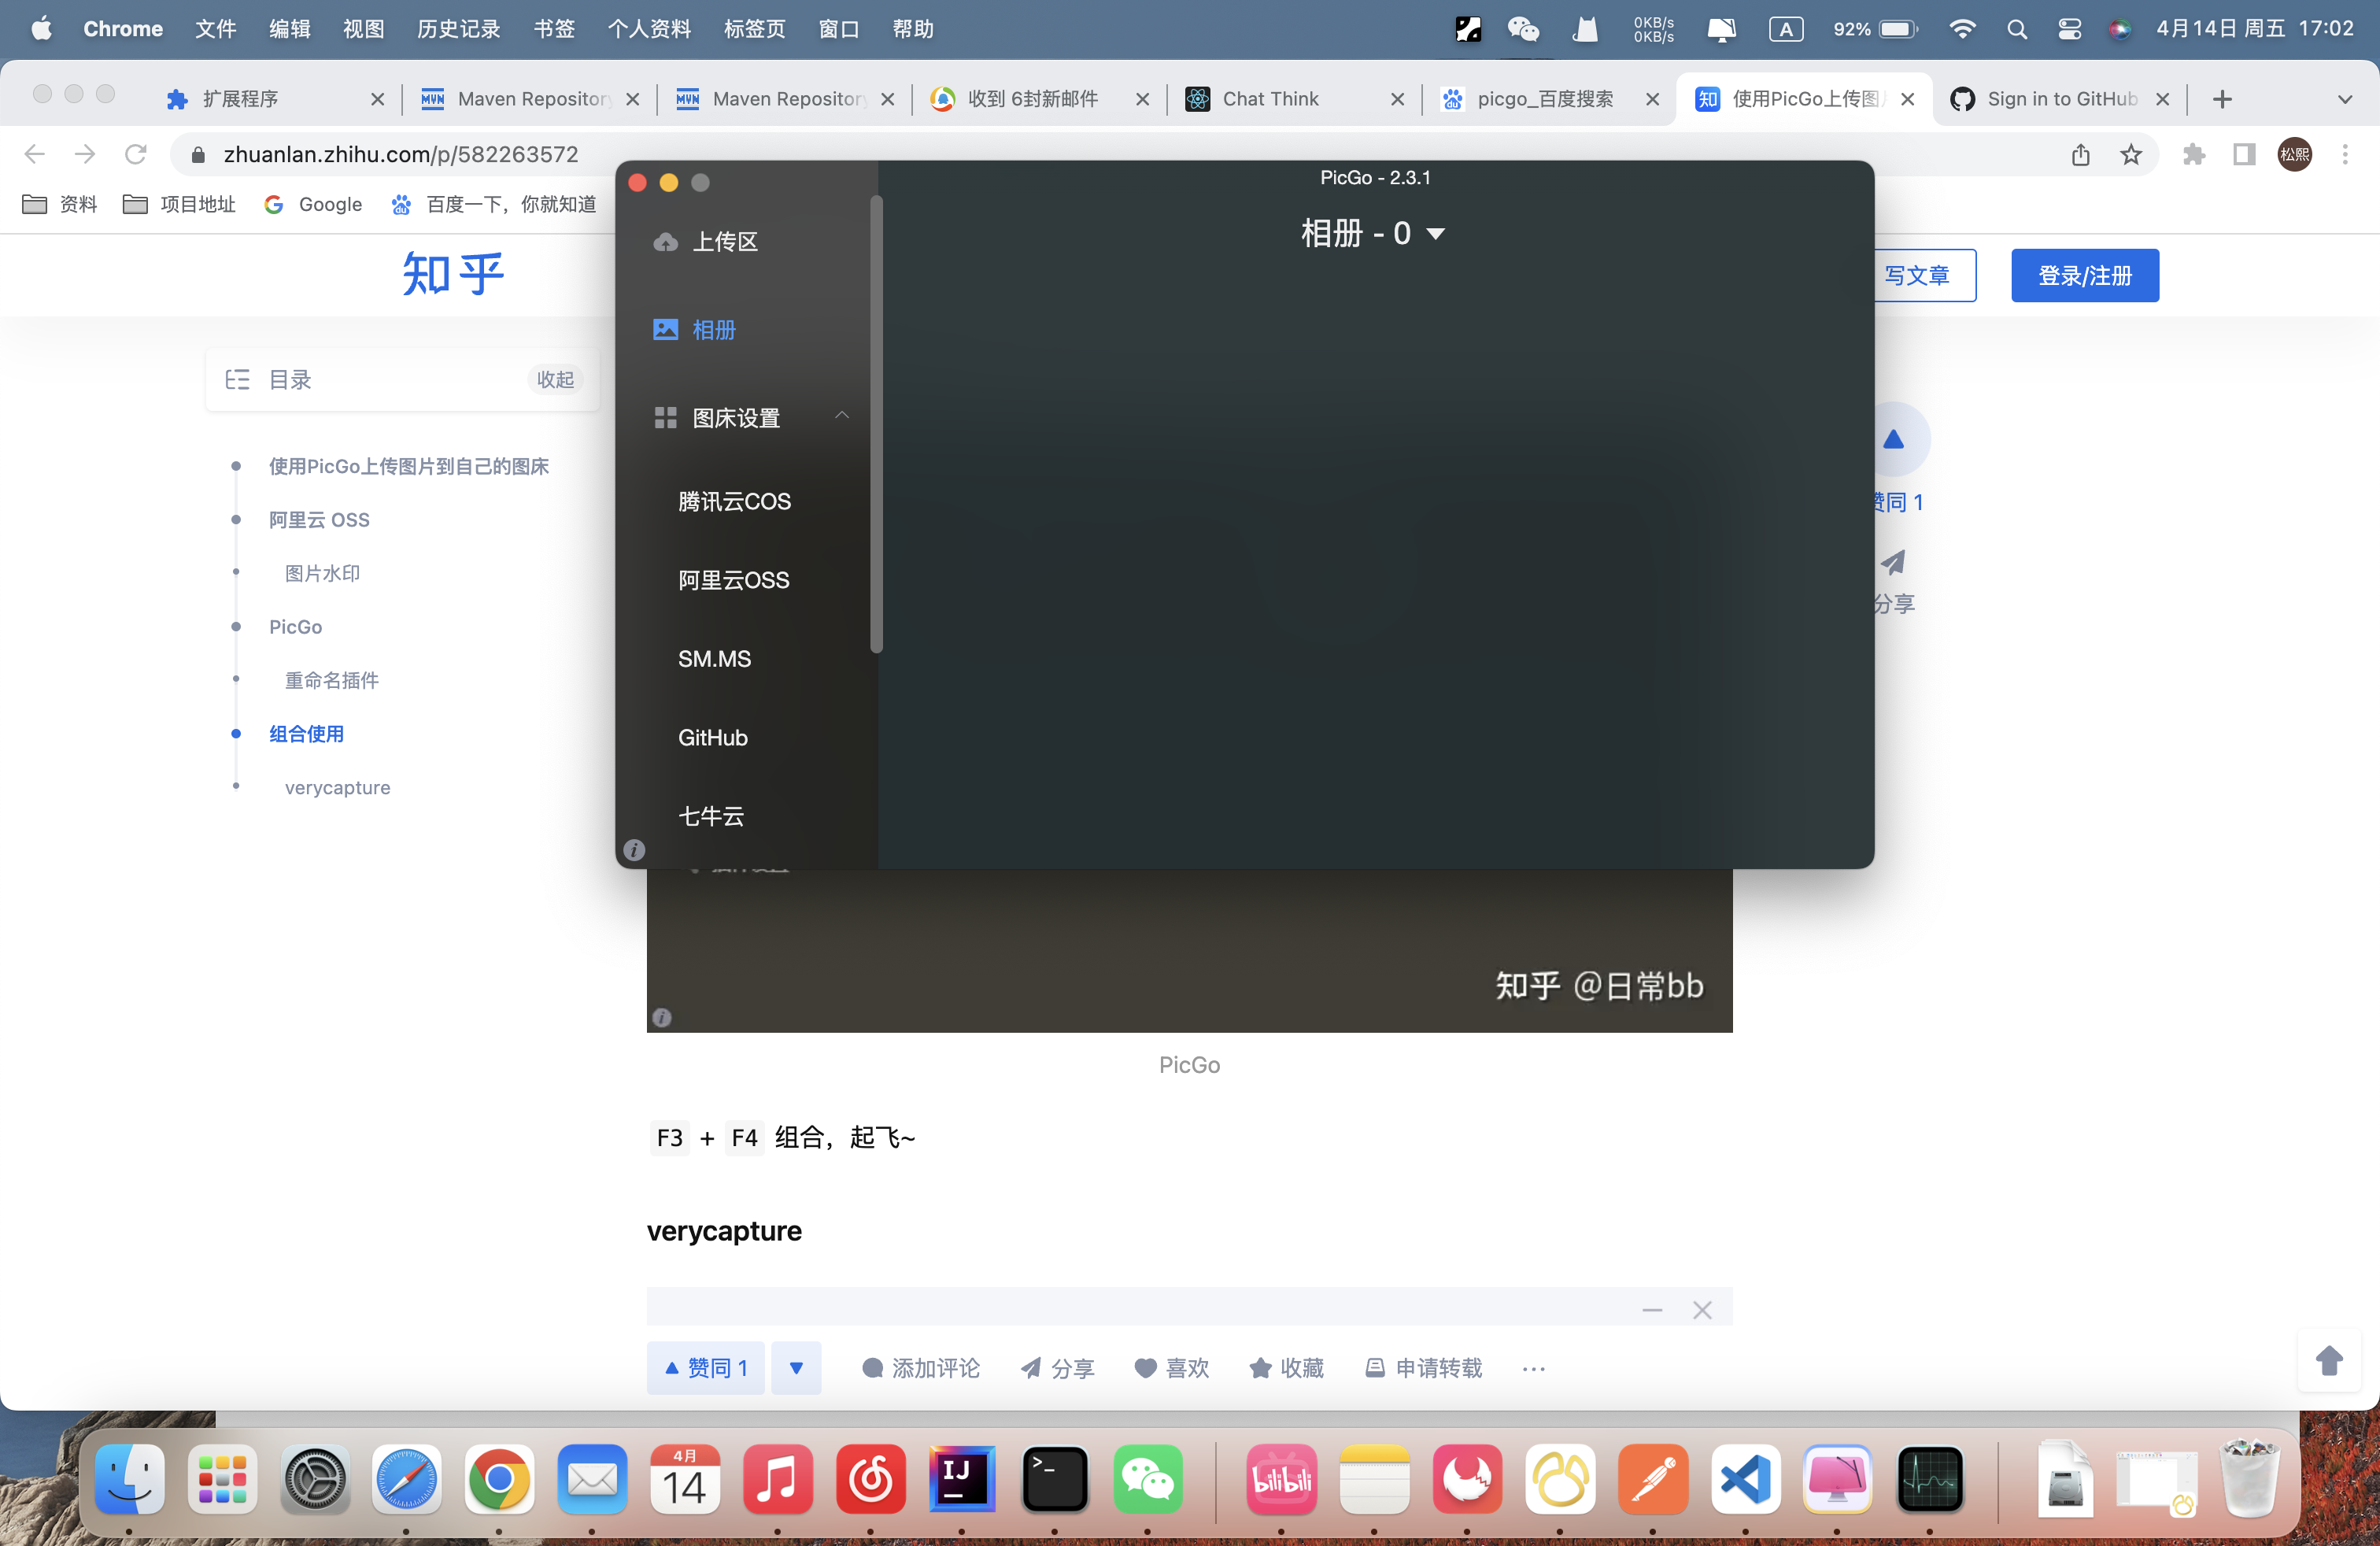 Chrome 文件 编辑 视图 历史记录 书签 个人资料 标签页 窗口 帮助 0KB/s 0KB/s A 92% 4月14日 周五 17:02
扩展程序 Maven Repository Maven Repository 收到 6封新邮件 Chat Think picgo_百度搜索 使用PicGo上传图片 Sign in to GitHub
zhuanlan.zhihu.com/p/582263572 松熙
资料 项目地址 Google 百度一下，你就知道
PicGo - 2.3.1
相册 - 0
上传区
相册
图床设置
腾讯云COS
阿里云OSS
SM.MS
GitHub
七牛云
知乎
写文章 登录/注册
目录 收起
使用PicGo上传图片到自己的图床
阿里云 OSS
图片水印
PicGo
重命名插件
组合使用
verycapture
赞同 1
分享
知乎 @日常bb
PicGo
F3 + F4 组合，起飞~
verycapture
赞同 1 添加评论 分享 喜欢 收藏 申请转载
4月
14
IJ
bilibili